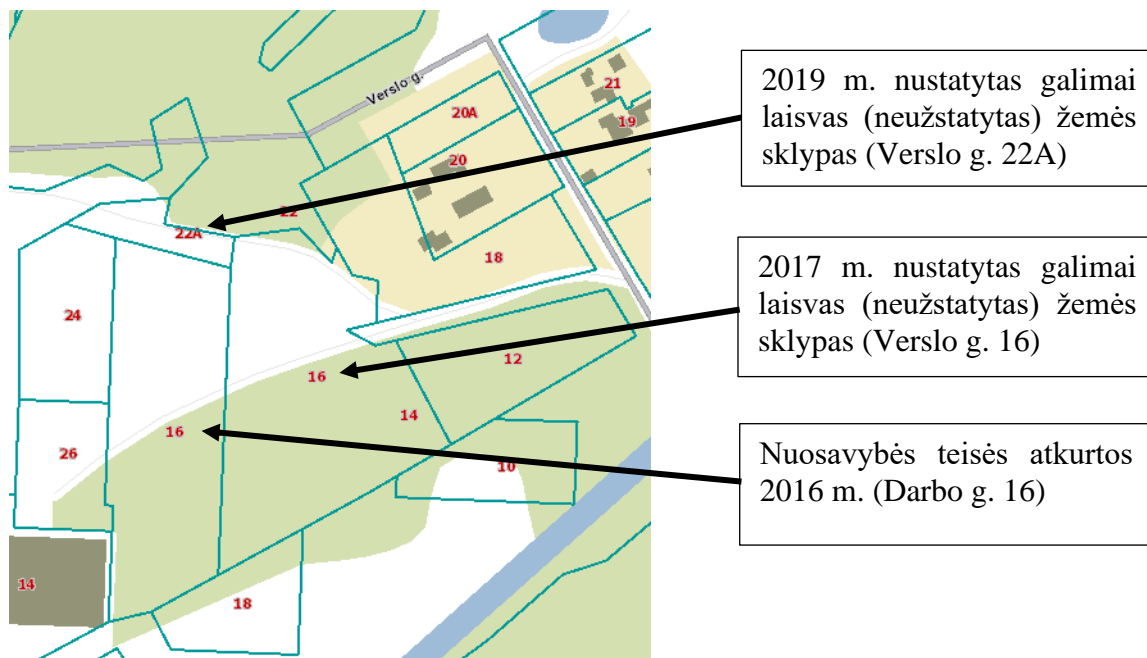 Verslo g.
21
20A
19
20
22
22A
18
24
12
16
14
16
26
10
14
18
2019 m. nustatytas galimai
laisvas (neužstatytas) žemės
sklypas (Verslo g. 22A)
2017 m. nustatytas galimai
laisvas (neužstatytas) žemės
sklypas (Verslo g. 16)
Nuosavybės teisės atkurtos
2016 m. (Darbo g. 16)